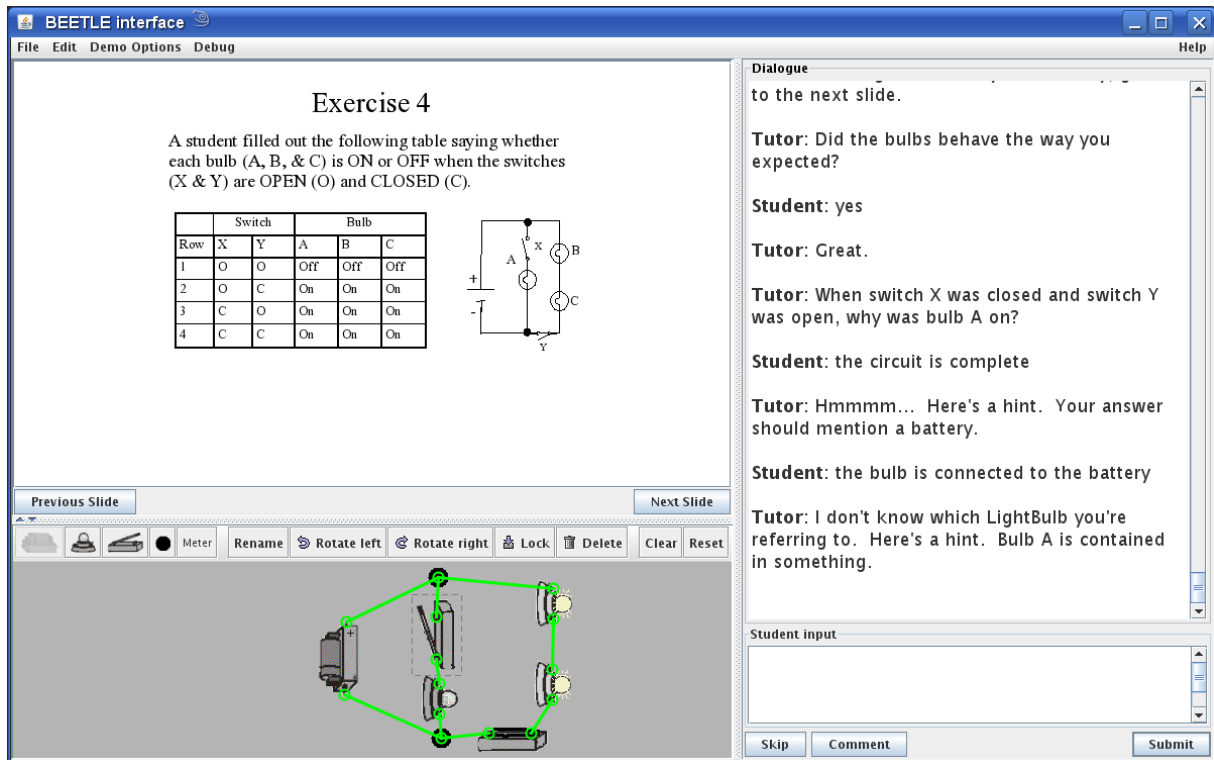 BEETLE interface
File Edit Demo Options Debug Help
Exercise 4
A student filled out the following table saying whether
each bulb (A, B, & C) is ON or OFF when the switches
(X & Y) are OPEN (O) and CLOSED (C).
Switch Bulb
Row X Y A B C
1 O O Off Off Off
2 O C On On On
3 C O On On On
4 C C On On On
+
-
A
X
B
C
Y
Previous Slide Next Slide
Meter Rename Rotate left Rotate right Lock Delete Clear Reset
+
Dialogue
to the next slide.
Tutor: Did the bulbs behave the way you
expected?
Student: yes
Tutor: Great.
Tutor: When switch X was closed and switch Y
was open, why was bulb A on?
Student: the circuit is complete
Tutor: Hmmmm... Here's a hint. Your answer
should mention a battery.
Student: the bulb is connected to the battery
Tutor: I don't know which LightBulb you're
referring to. Here's a hint. Bulb A is contained
in something.
Student input
Skip Comment Submit